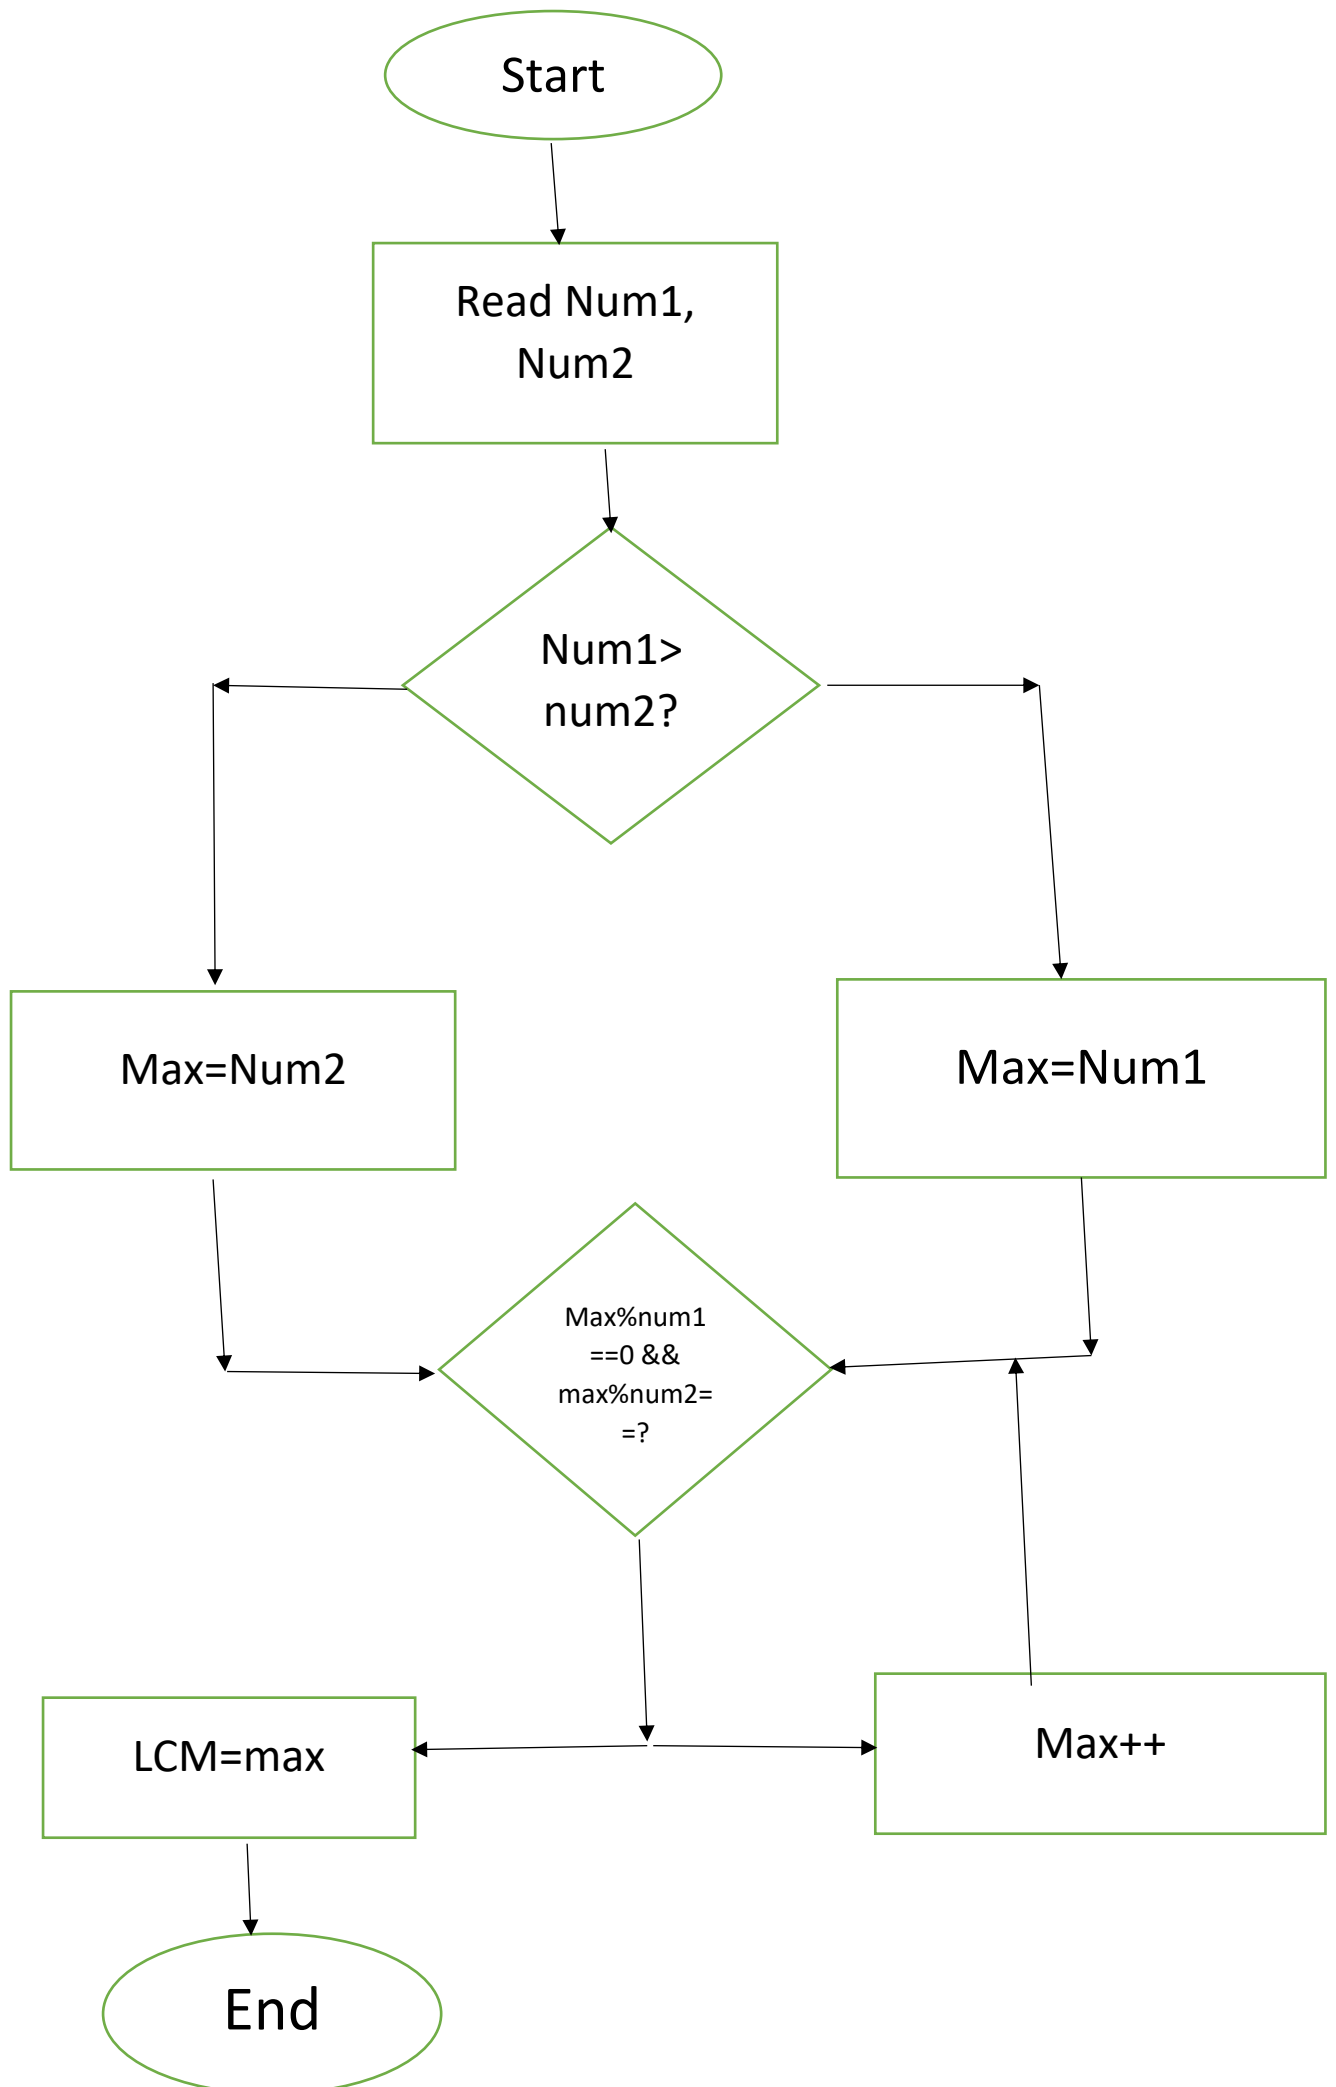 Start
Read Num1,
Num2
Num1>
num2?
Max=Num2
Max=Num1
Max%num1
==0 &&
max%num2=
=?
LCM=max
Max++
End